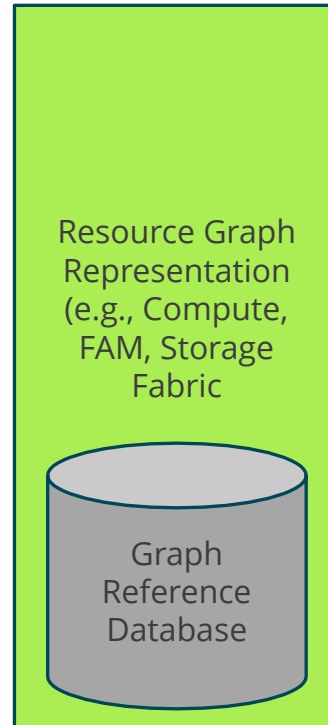 Resource Graph
Representation
(e.g., Compute,
FAM, Storage
Fabric
Graph
Reference
Database